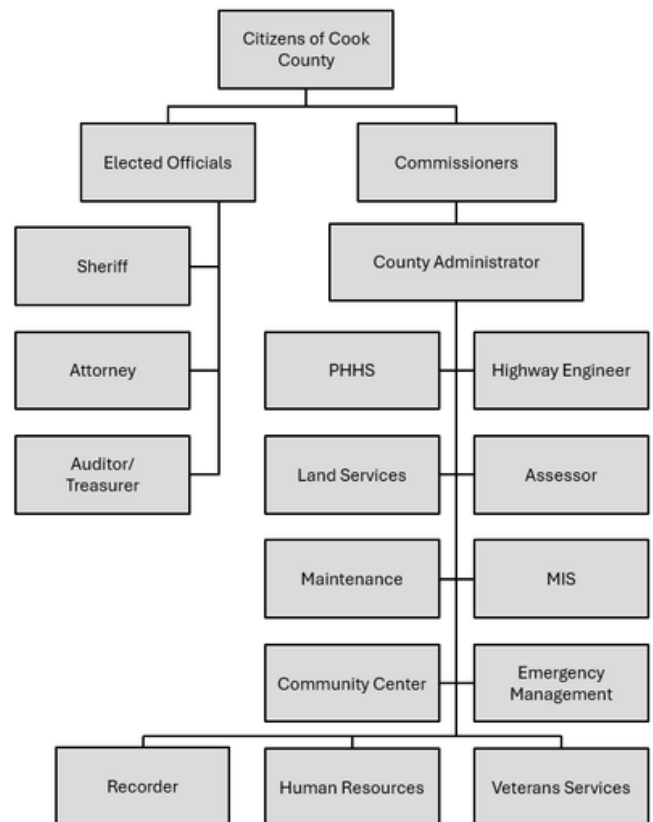 Citizens of Cook
County
Elected Officials
Commissioners
Sheriff
County Administrator
Attorney
PHHS
Highway Engineer
Auditor/
Treasurer
Land Services
Assessor
Maintenance
MIS
Community Center
Emergency
Management
Recorder
Human Resources
Veterans Services